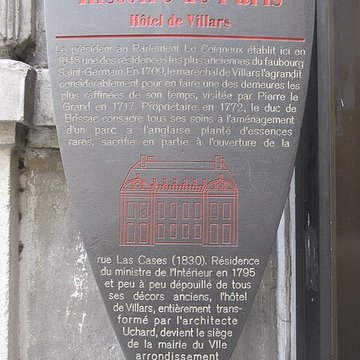 Histoire de Paris
Hôtel de Villars
Le président au Parlement Le Coigneux établit ici en
1645 une des résidences les plus anciennes du faubourg
Saint-Germain. En 1709, le maréchal de Villars l'agrandit
considérablement pour en faire une des demeures les
plus raffinées de son temps, visitée par Pierre le
Grand en 1717. Propriétaire, en 1772, le duc de
Brissac consacre tous ses soins à l'aménagement
d'un parc à l'anglaise planté d'essences
rares, sacrifié en partie à l'ouverture de la
rue Las Cases (1830). Résidence
du ministre de l'Intérieur en 1795
et peu à peu dépouillé de tous
ses décors anciens, l'hôtel
de Villars, entièrement trans-
formé par l'architecte
Uchard, devient le siège
de la mairie du VIIe
arrondissement